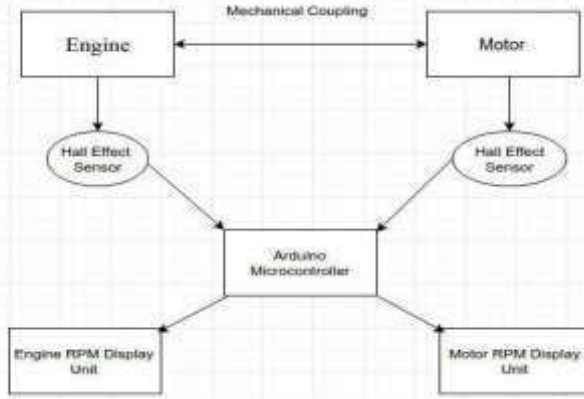 Mechanical Coupling
Engine
Motor
Hall Effect
Sensor
Hall Effect
Sensor
Arduino
Microcontroller
Engine RPM Display
Unit
Motor RPM Display
Unit